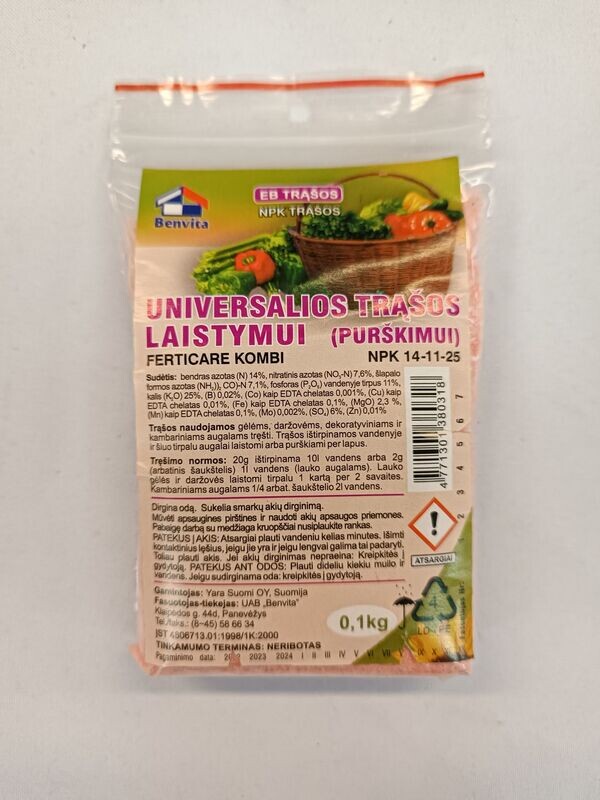 EB TRĄŠOS
NPK TRĄŠOS
Benvita
UNIVERSALIOS TRĄŠOS
LAISTYMUI (PURŠKIMUI)
FERTICARE KOMBI NPK 14-11-25
Sudėtis: bendras azotas (N) 14%, nitratinis azotas (NO₃-N) 7,6%, šlapalo
formos azotas (NH₂)₂ CO)-N 7,1%, fosforas (P₂O₅) vandenyje tirpus 11%,
kalis (K₂O) 25%, (B) 0,02%, (Co) kaip EDTA chelatas 0,001%, (Cu) kaip
EDTA chelatas 0,01%, (Fe) kaip EDTA chelatas 0,1%, (MgO) 2,3 %,
(Mn) kaip EDTA chelatas 0,1%, (Mo) 0,002%, (SO₃) 6%, (Zn) 0,01%
Trąšos naudojamos gėlėms, daržovėms, dekoratyviniams ir
kambariniams augalams tręšti. Trąšos ištirpinamos vandenyje
ir šiuo tirpalu augalai laistomi arba purškiami per lapus.
Tręšimo normos: 20g ištirpinama 10l vandens arba 2g
(arbatinis šaukštelis) 1l vandens (lauko augalams). Lauko
gėlės ir daržovės laistomi tirpalu 1 kartą per 2 savaites.
Kambariniams augalams 1/4 arbat. šaukštelio 2l vandens.
4 771301 380318
Dirgina odą. Sukelia smarkų akių dirginimą.
Mūvėti apsaugines pirštines ir naudoti akių apsaugos priemones.
Pabaigę darbą su medžiaga kruopščiai nusiplaukite rankas.
PATEKUS Į AKIS: Atsargiai plauti vandeniu kelias minutes. Išimti
kontaktinius lęšius, jeigu jie yra ir jeigu lengvai galima tai padaryti.
Toliau plauti akis. Jei akių dirginimas nepraeina: Kreipkitės į
gydytoją. PATEKUS ANT ODOS: Plauti dideliu kiekiu muilo ir
vandens. Jeigu sudirginama oda: kreipkitės į gydytoją.
ATSARGIAI
Gamintojas: Yara Suomi OY, Suomija
Fasuotojas-tiekėjas: UAB „Benvita"
Klaipėdos g. 44d, Panevėžys
Tel./faks.: (8~45) 58 66 34
ĮST 4806713.01:1998/1K:2000
TINKAMUMO TERMINAS: NERIBOTAS
Pagaminimo data: 2023 2024 I II III IV V VI VII
0,1kg
4
1 2 3 4 5 6 7